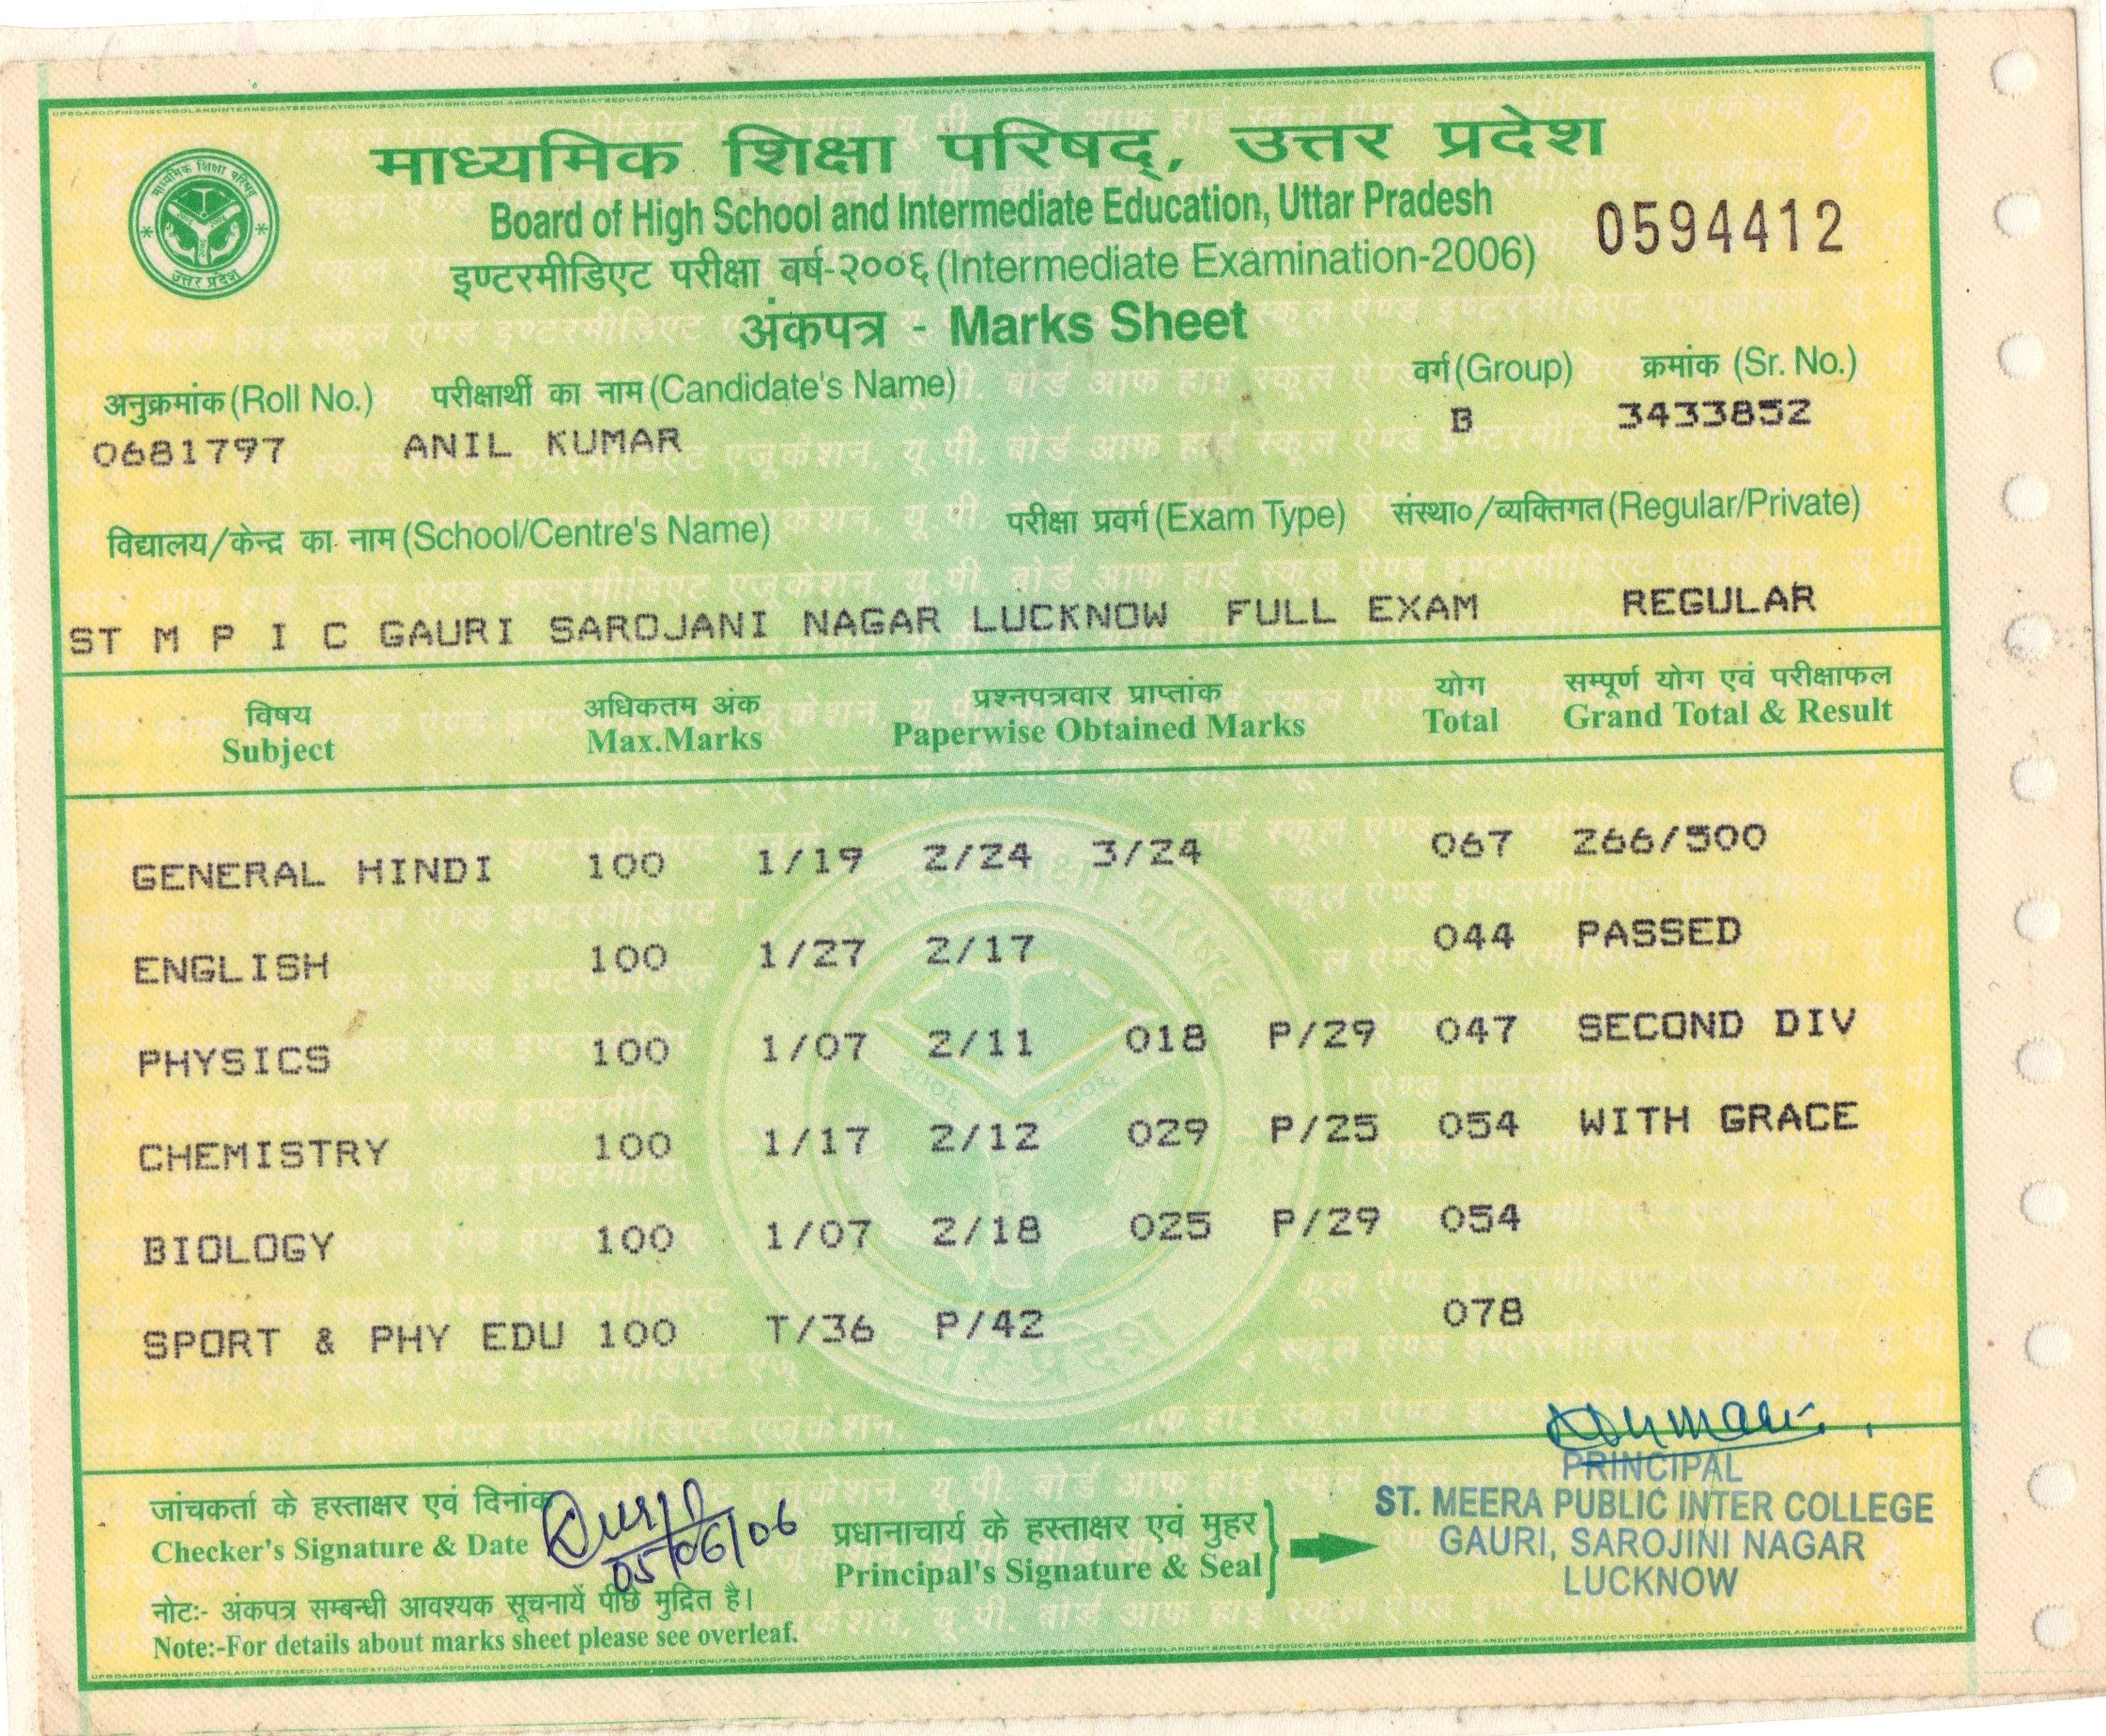 माध्यमिक शिक्षा परिषद्, उत्तर प्रदेश
Board of High School and Intermediate Education, Uttar Pradesh
0594412
इण्टरमीडिएट परीक्षा वर्ष-२००६ (Intermediate Examination-2006)
अंकपत्र - Marks Sheet
माध्यमिक शिक्षा परिषद्
उत्तर प्रदेश
अनुक्रमांक (Roll No.) परीक्षार्थी का नाम (Candidate's Name) वर्ग (Group) क्रमांक (Sr. No.)
0681797 ANIL KUMAR B 3433852
विद्यालय/केन्द्र का नाम (School/Centre's Name) परीक्षा प्रवर्ग (Exam Type) संस्था०/व्यक्तिगत (Regular/Private)
ST M P I C GAURI SAROJANI NAGAR LUCKNOW FULL EXAM REGULAR
विषय अधिकतम अंक प्रश्नपत्रवार प्राप्तांक योग सम्पूर्ण योग एवं परीक्षाफल
Subject Max.Marks Paperwise Obtained Marks Total Grand Total & Result
GENERAL HINDI 100 1/19 2/24 3/24 067 266/500
ENGLISH 100 1/27 2/17 044 PASSED
PHYSICS 100 1/07 2/11 018 P/29 047 SECOND DIV
CHEMISTRY 100 1/17 2/12 029 P/25 054 WITH GRACE
BIOLOGY 100 1/07 2/18 025 P/29 054
SPORT & PHY EDU 100 T/36 P/42 078
जांचकर्ता के हस्ताक्षर एवं दिनांक
Checker's Signature & Date
05/06/06
प्रधानाचार्य के हस्ताक्षर एवं मुहर
Principal's Signature & Seal
PRINCIPAL
ST. MEERA PUBLIC INTER COLLEGE
GAURI, SAROJINI NAGAR
LUCKNOW
नोट:- अंकपत्र सम्बन्धी आवश्यक सूचनायें पीछे मुद्रित है।
Note:-For details about marks sheet please see overleaf.